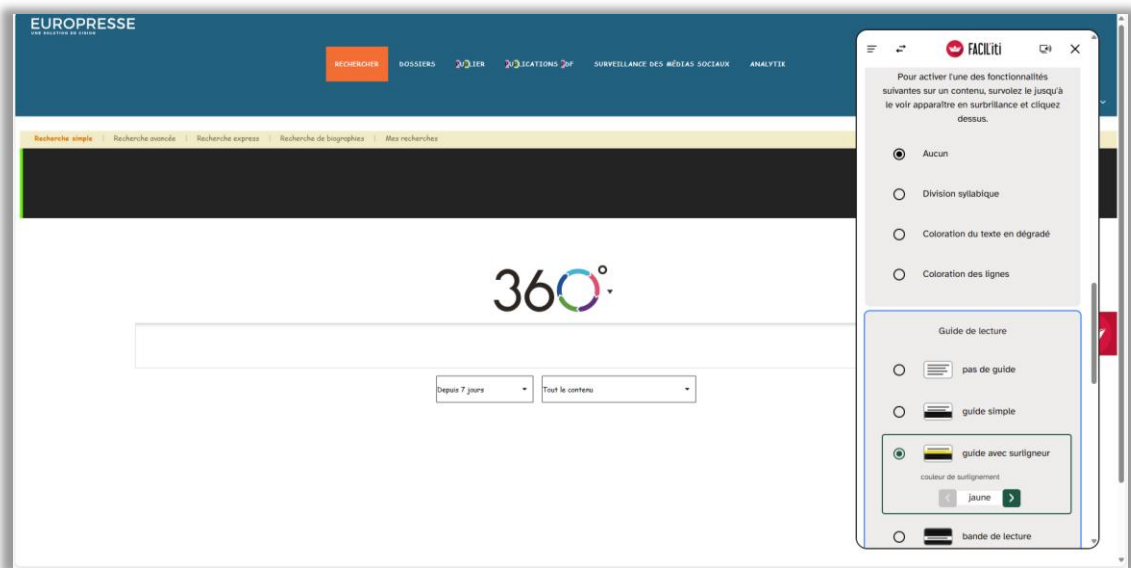 EUROPRESSE
UNE SOLUTION DE CISION
RECHERCHER DOSSIERS SURVEILLANCE DES MÉDIAS SOCIAUX ANALYTIK
Recherche simple | Recherche avancée | Recherche express | Recherche de biographies | Mes recherches
360°
Depuis 7 jours Tout le contenu
FACIL'iti
Pour activer l'une des fonctionnalités
suivantes sur un contenu, survolez le jusqu'à
le voir apparaître en surbrillance et cliquez
dessus.
Aucun
Division syllabique
Coloration du texte en dégradé
Coloration des lignes
Guide de lecture
pas de guide
guide simple
guide avec surligneur
couleur de surlignement
jaune
bande de lecture